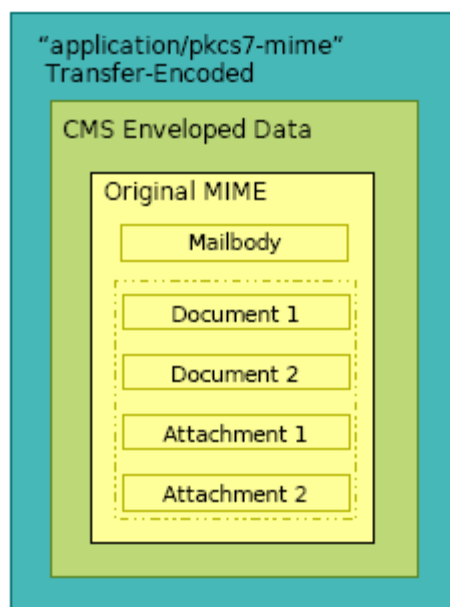 “application/pkcs7-mime”
Transfer-Encoded
CMS Enveloped Data
Original MIME
Mailbody
Document 1
Document 2
Attachment 1
Attachment 2